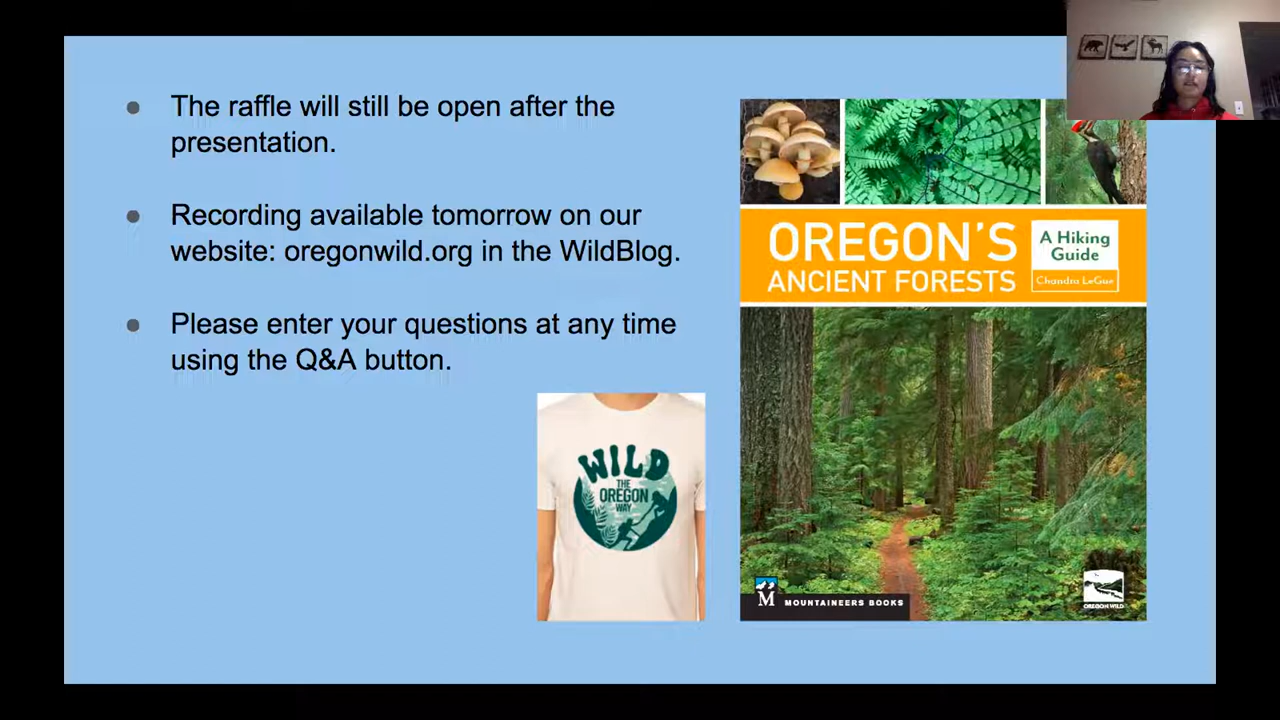 The raffle will still be open after the
presentation.
Recording available tomorrow on our
website: oregonwild.org in the WildBlog.
Please enter your questions at any time
using the Q&A button.
WILD
THE
OREGON
WAY
OREGON'S
ANCIENT FORESTS
A Hiking
Guide
Chandra LeGue
M
MOUNTAINEERS BOOKS
OREGON WILD